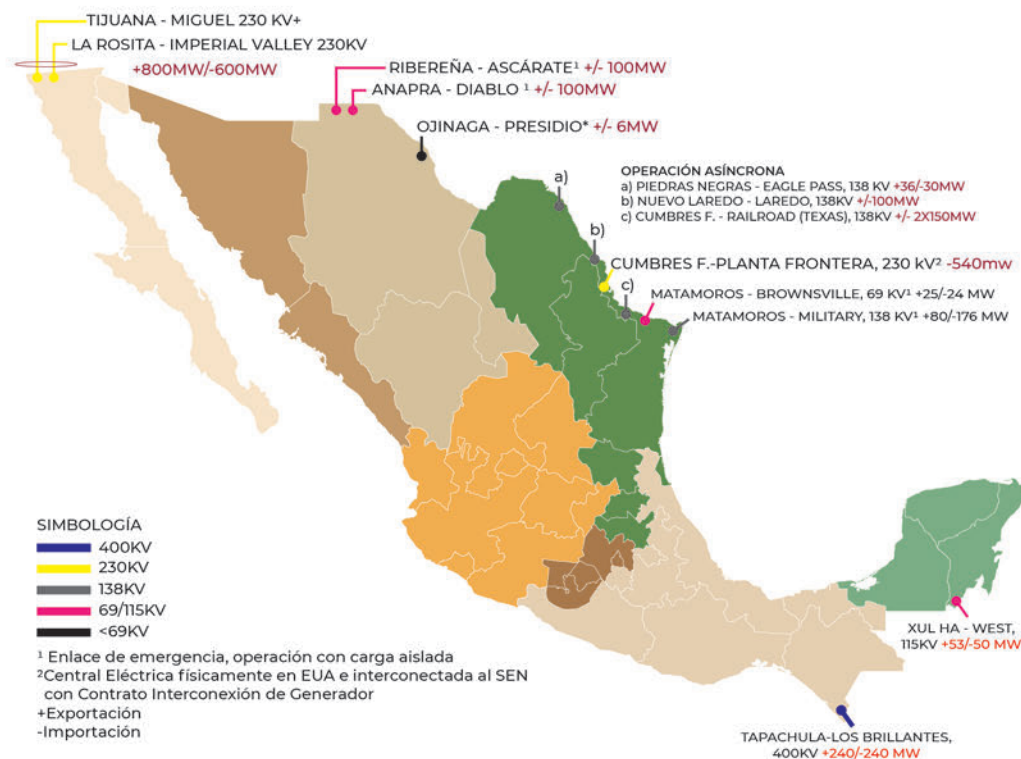 TIJUANA - MIGUEL 230 KV+
LA ROSITA - IMPERIAL VALLEY 230KV
+800MW/-600MW
RIBEREÑA - ASCÁRATE¹ +/- 100MW
ANAPRA - DIABLO ¹ +/- 100MW
OJINAGA - PRESIDIO* +/- 6MW
OPERACIÓN ASÍNCRONA
a) PIEDRAS NEGRAS - EAGLE PASS, 138 KV +36/-30MW
b) NUEVO LAREDO - LAREDO, 138KV +/-100MW
c) CUMBRES F. - RAILROAD (TEXAS), 138KV +/- 2X150MW
a)
b)
CUMBRES F.-PLANTA FRONTERA, 230 kV² -540mw
c)
MATAMOROS - BROWNSVILLE, 69 KV¹ +25/-24 MW
MATAMOROS - MILITARY, 138 KV¹ +80/-176 MW
SIMBOLOGÍA
400KV
230KV
138KV
69/115KV
<69KV
¹ Enlace de emergencia, operación con carga aislada
²Central Eléctrica físicamente en EUA e interconectada al SEN
con Contrato Interconexión de Generador
+Exportación
-Importación
XUL HA - WEST,
115KV +53/-50 MW
TAPACHULA-LOS BRILLANTES,
400KV +240/-240 MW